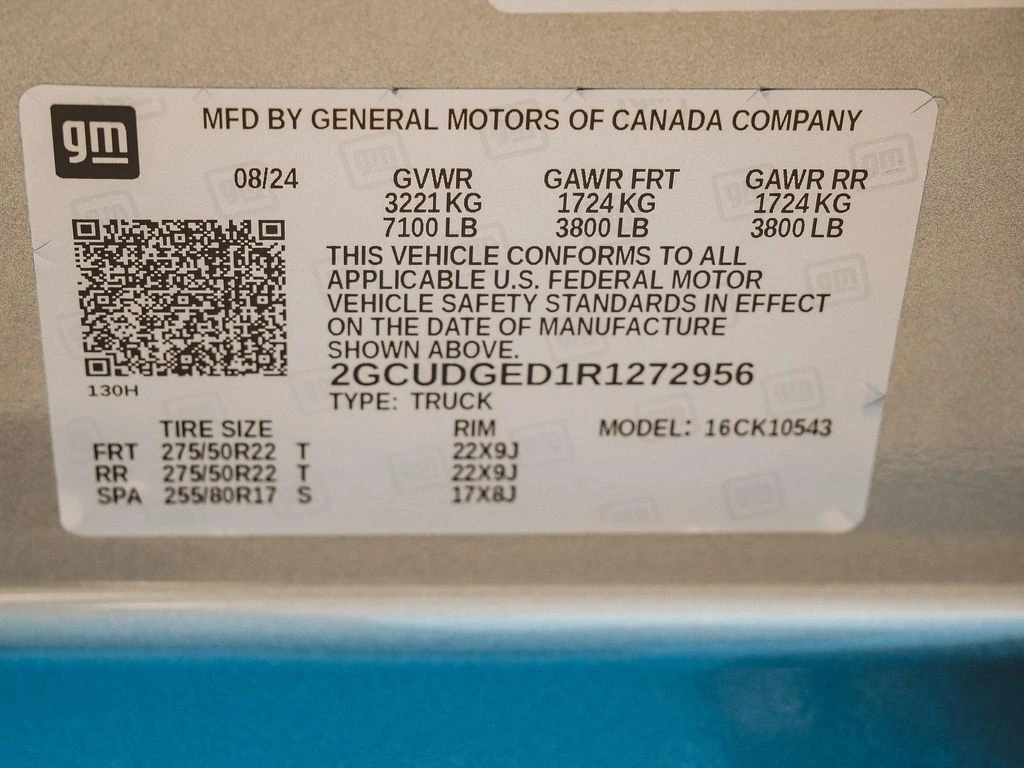 gm
MFD BY GENERAL MOTORS OF CANADA COMPANY
08/24 GVWR GAWR FRT GAWR RR
3221 KG 1724 KG 1724 KG
7100 LB 3800 LB 3800 LB
THIS VEHICLE CONFORMS TO ALL
APPLICABLE U.S. FEDERAL MOTOR
VEHICLE SAFETY STANDARDS IN EFFECT
ON THE DATE OF MANUFACTURE
SHOWN ABOVE.
130H
2GCUDGED1R1272956
TYPE: TRUCK
TIRE SIZE RIM MODEL: 16CK10543
FRT 275/50R22 T 22X9J
RR 275/50R22 T 22X9J
SPA 255/80R17 S 17X8J